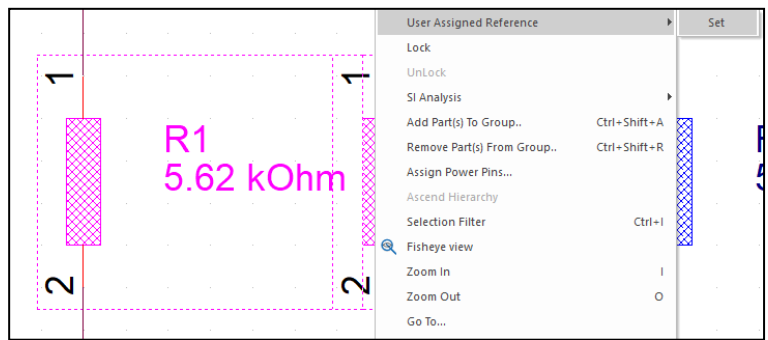 User Assigned Reference Set
Lock
UnLock
SI Analysis
Add Part(s) To Group.. Ctrl+Shift+A
Remove Part(s) From Group.. Ctrl+Shift+R
Assign Power Pins...
Ascend Hierarchy
Selection Filter Ctrl+I
Fisheye view
Zoom In I
Zoom Out O
Go To...
1
1
R1
5.62 kOhm
2
2